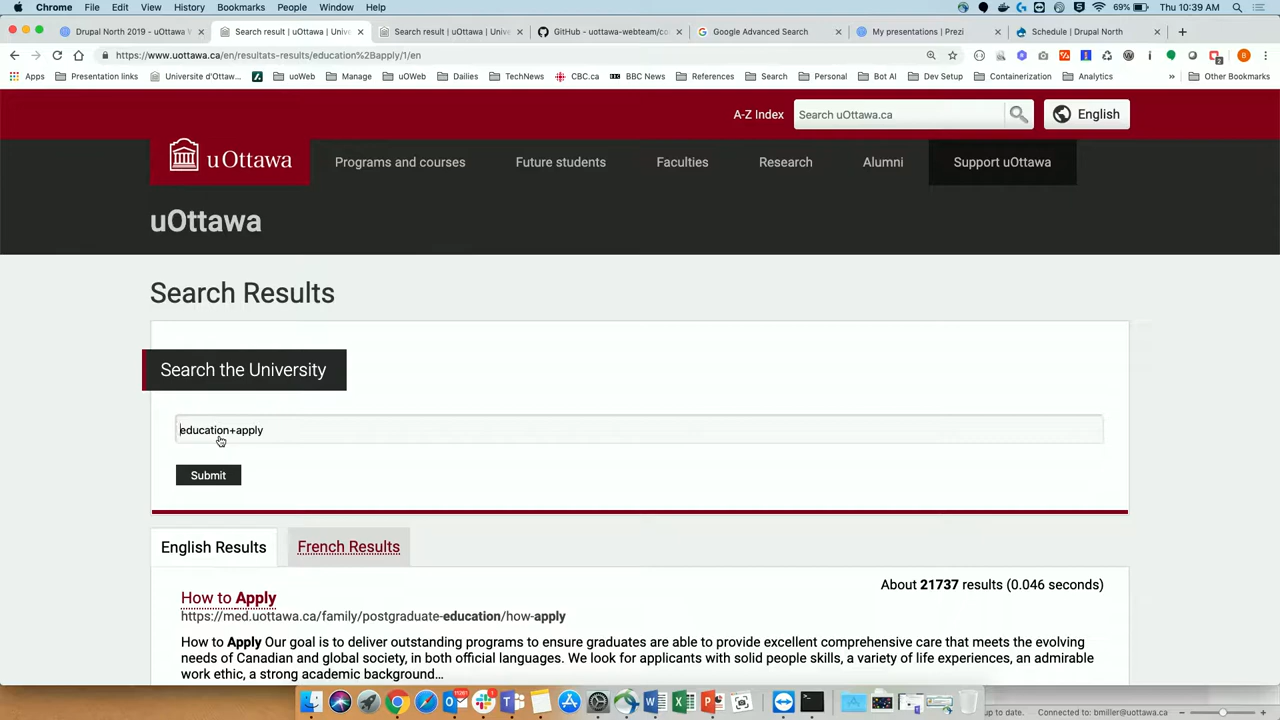 Chrome File Edit View History Bookmarks People Window Help
69% Thu 10:39 AM
Drupal North 2019 - uOttawa W
Search result | uOttawa | Unive
Search result | uOttawa | Unive
GitHub - uottawa-webteam/co
Google Advanced Search
My presentations | Prezi
Schedule | Drupal North
https://www.uottawa.ca/en/resultats-results/education%2Bapply/1/en
Apps Presentation links Université d'Ottaw... uoWeb Manage uOWeb Dailies TechNews CBC.ca BBC News References Search Personal Bot AI Dev Setup Containerization Analytics » Other Bookmarks
A-Z Index Search uOttawa.ca English
uOttawa Programs and courses Future students Faculties Research Alumni Support uOttawa
uOttawa
Search Results
Search the University
education+apply
Submit
English Results French Results
About 21737 results (0.046 seconds)
How to Apply
https://med.uottawa.ca/family/postgraduate-education/how-apply
How to Apply Our goal is to deliver outstanding programs to ensure graduates are able to provide excellent comprehensive care that meets the evolving
needs of Canadian and global society, in both official languages. We look for applicants with solid people skills, a variety of life experiences, an admirable
work ethic, a strong academic background...
up to date. Connected to: bmiller@uottawa.ca